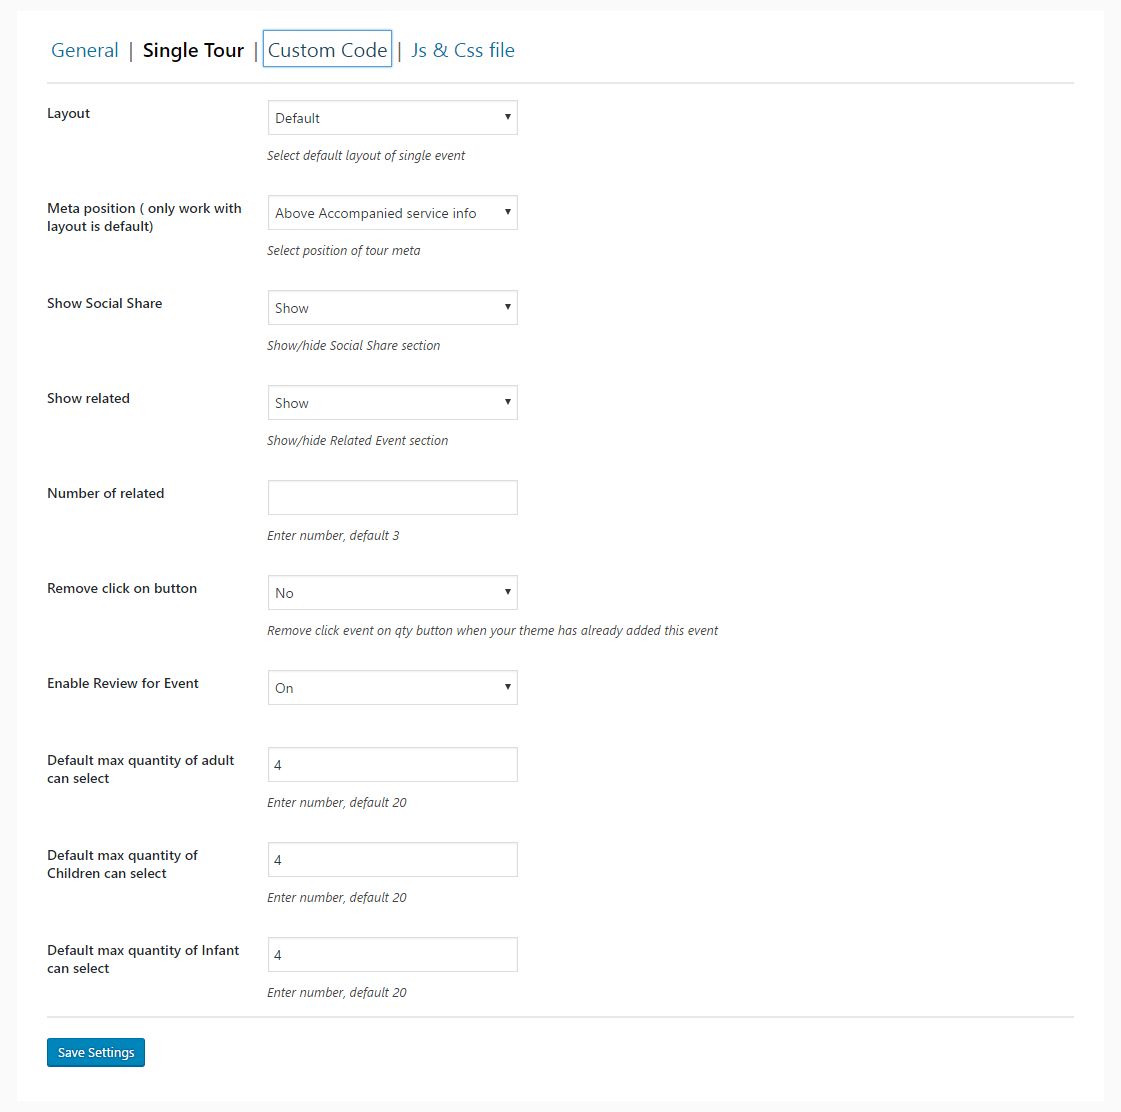 General | Single Tour | Custom Code | Js & Css file
Layout
Default
Select default layout of single event
Meta position ( only work with
layout is default)
Above Accompanied service info
Select position of tour meta
Show Social Share
Show
Show/hide Social Share section
Show related
Show
Show/hide Related Event section
Number of related
Enter number, default 3
Remove click on button
No
Remove click event on qty button when your theme has already added this event
Enable Review for Event
On
Default max quantity of adult
can select
4
Enter number, default 20
Default max quantity of
Children can select
4
Enter number, default 20
Default max quantity of Infant
can select
4
Enter number, default 20
Save Settings